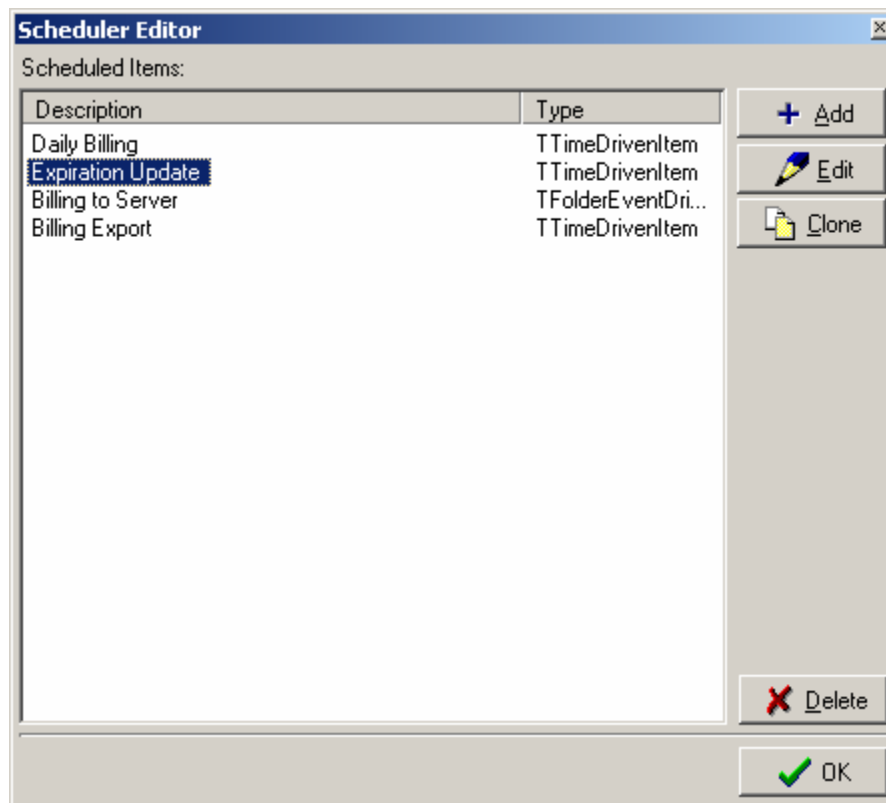 Scheduler Editor
Scheduled Items:
Description Type
Daily Billing TTimeDrivenItem
Expiration Update TTimeDrivenItem
Billing to Server TFolderEventDri...
Billing Export TTimeDrivenItem
Add
Edit
Clone
Delete
OK